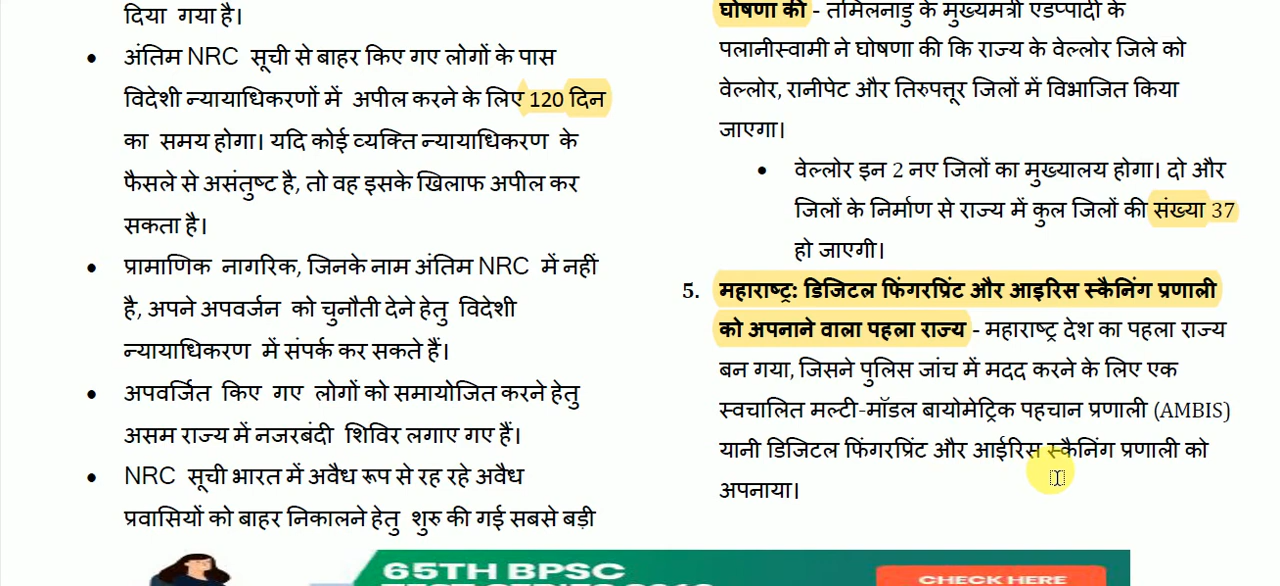 दिया गया है।
• अंतिम NRC सूची से बाहर किए गए लोगों के पास
विदेशी न्यायाधिकरणों में अपील करने के लिए 120 दिन
का समय होगा। यदि कोई व्यक्ति न्यायाधिकरण के
फैसले से असंतुष्ट है, तो वह इसके खिलाफ अपील कर
सकता है।
• प्रामाणिक नागरिक, जिनके नाम अंतिम NRC में नहीं
है, अपने अपवर्जन को चुनौती देने हेतु विदेशी
न्यायाधिकरण में संपर्क कर सकते हैं।
• अपवर्जित किए गए लोगों को समायोजित करने हेतु
असम राज्य में नजरबंदी शिविर लगाए गए हैं।
• NRC सूची भारत में अवैध रूप से रह रहे अवैध
प्रवासियों को बाहर निकालने हेतु शुरु की गई सबसे बड़ी
घोषणा की - तमिलनाडु के मुख्यमंत्री एडप्पादी के
पलानीस्वामी ने घोषणा की कि राज्य के वेल्लोर जिले को
वेल्लोर, रानीपेट और तिरुपत्तूर जिलों में विभाजित किया
जाएगा।
• वेल्लोर इन 2 नए जिलों का मुख्यालय होगा। दो और
जिलों के निर्माण से राज्य में कुल जिलों की संख्या 37
हो जाएगी।
5. महाराष्ट्र: डिजिटल फिंगरप्रिंट और आइरिस स्कैनिंग प्रणाली
को अपनाने वाला पहला राज्य - महाराष्ट्र देश का पहला राज्य
बन गया, जिसने पुलिस जांच में मदद करने के लिए एक
स्वचालित मल्टी-मॉडल बायोमेट्रिक पहचान प्रणाली (AMBIS)
यानी डिजिटल फिंगरप्रिंट और आईरिस स्कैनिंग प्रणाली को
अपनाया।
65TH BPSC
CHECK HERE